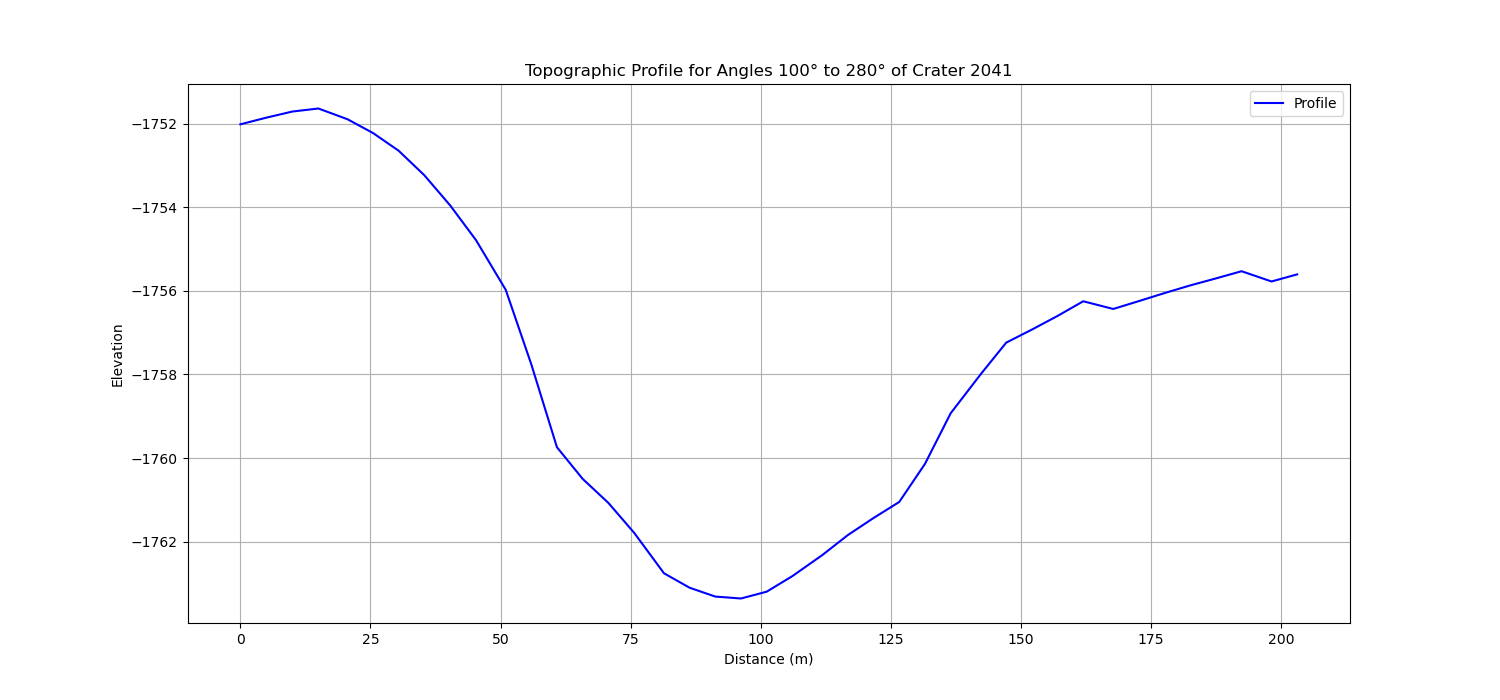 Topographic Profile for Angles 100° to 280° of Crater 2041
Profile
−1752
−1754
−1756
−1758
−1760
−1762
Elevation
0 25 50 75 100 125 150 175 200
Distance (m)